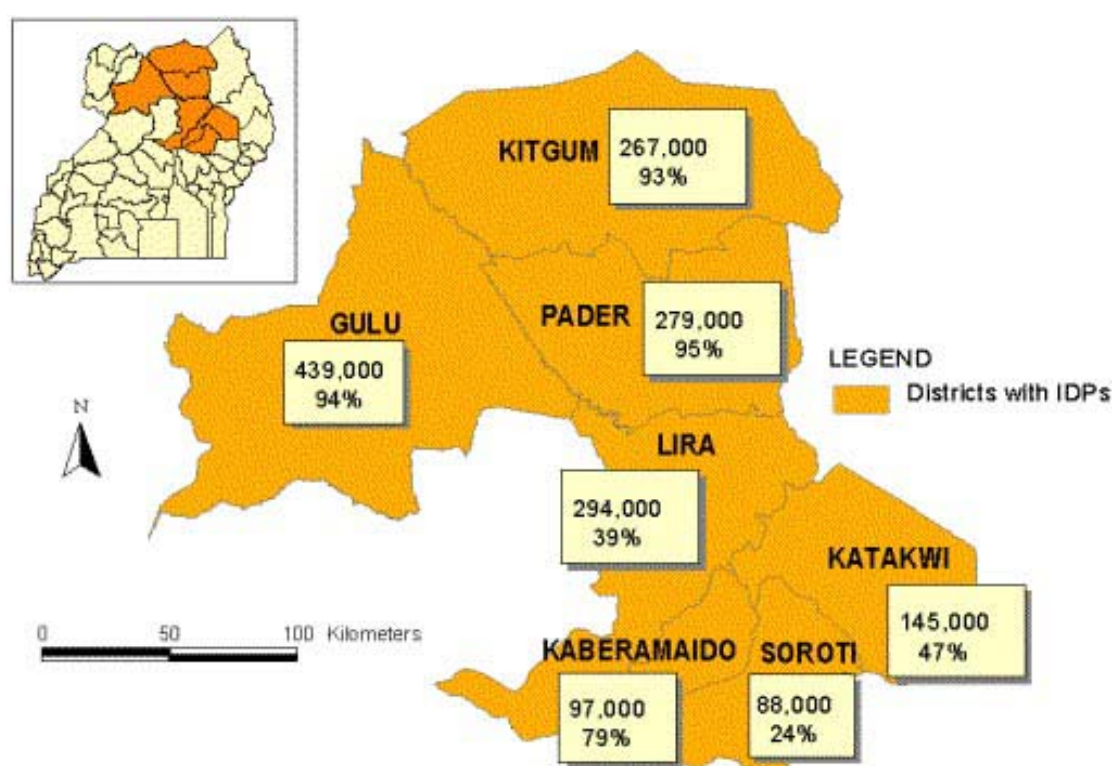 KITGUM
267,000
93%
PADER
279,000
95%
GULU
439,000
94%
LEGEND
Districts with IDPs
N
LIRA
294,000
39%
KATAKWI
145,000
47%
0 50 100 Kilometers
KABERAMAIDO
97,000
79%
SOROTI
88,000
24%